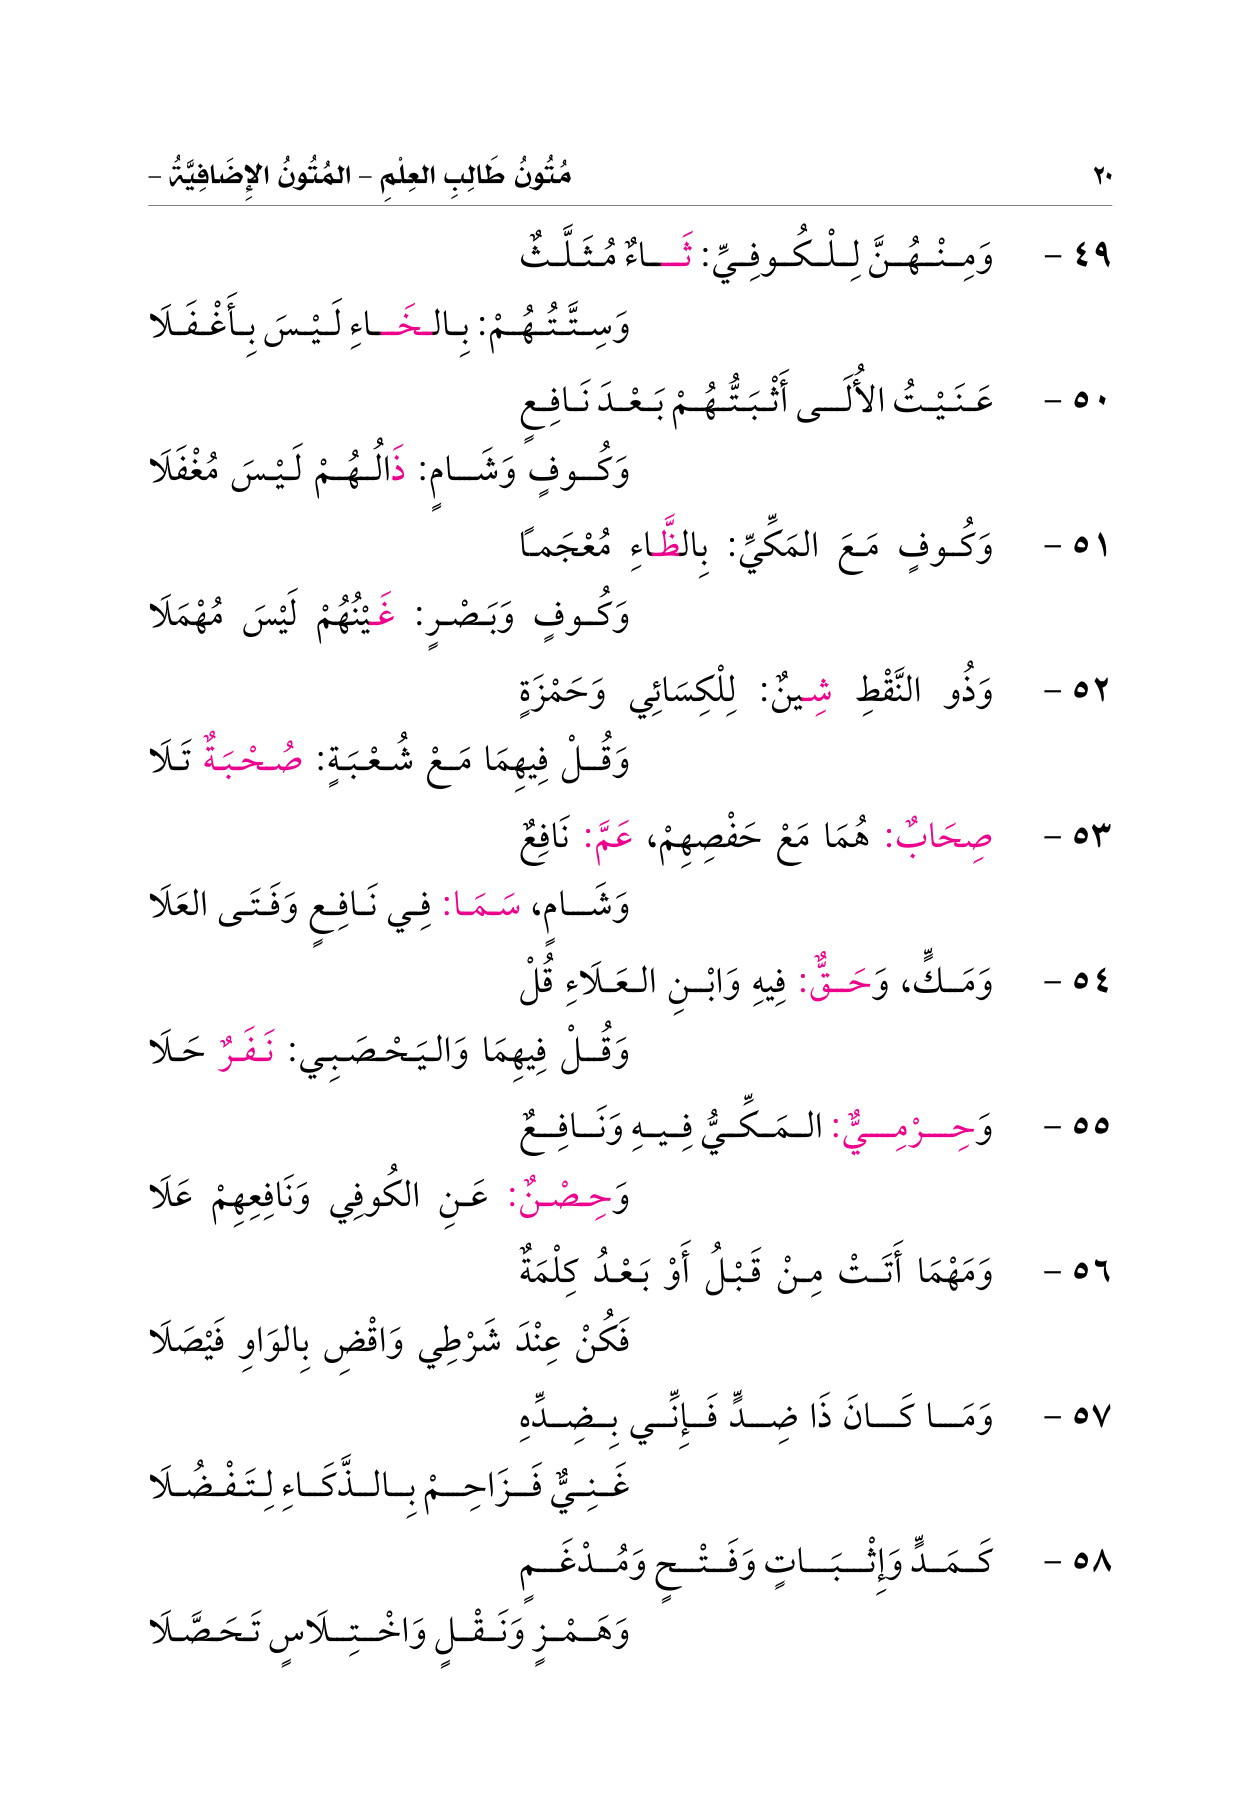 ٢٠ مُتُونُ طَالِبِ العِلْمِ – المُتُونُ الإِضَافِيَّةُ –
٤٩ – وَمِنْهُنَّ لِلْكُوفِيِّ: ثَاءٌ مُثَلَّثٌ
وَسِتَّتُهُمْ: بِالخَاءِ لَيْسَ بِأَغْفَلَا
٥٠ – عَنَيْتُ الأُلَى أَثْبَتُّهُمْ بَعْدَ نَافِعٍ
وَكُوفٍ وَشَامٍ: ذَالُهُمْ لَيْسَ مُغْفَلَا
٥١ – وَكُوفٍ مَعَ المَكِّيِّ: بِالظَّاءِ مُعْجَمًا
وَكُوفٍ وَبَصْرٍ: غَيْنُهُمْ لَيْسَ مُهْمَلَا
٥٢ – وَذُو النَّقْطِ شِينٌ: لِلْكِسَائِي وَحَمْزَةٍ
وَقُلْ فِيهِمَا مَعْ شُعْبَةٍ: صُحْبَةٌ تَلَا
٥٣ – صِحَابٌ: هُمَا مَعْ حَفْصِهِمْ، عَمَّ: نَافِعٌ
وَشَامٍ، سَمَا: فِي نَافِعٍ وَفَتَى العَلَا
٥٤ – وَمَكٍّ، وَحَقٌّ: فِيهِ وَابْنِ العَلَاءِ قُلْ
وَقُلْ فِيهِمَا وَاليَحْصَبِي: نَفَرٌ حَلَا
٥٥ – وَحِرْمِيٌّ: المَكِّيُّ فِيهِ وَنَافِعٌ
وَحِصْنٌ: عَنِ الكُوفِي وَنَافِعِهِمْ عَلَا
٥٦ – وَمَهْمَا أَتَتْ مِنْ قَبْلُ أَوْ بَعْدُ كِلْمَةٌ
فَكُنْ عِنْدَ شَرْطِي وَاقْضِ بِالوَاوِ فَيْصَلَا
٥٧ – وَمَا كَانَ ذَا ضِدٍّ فَإِنِّي بِضِدِّهِ
غَنِيٌّ فَزَاحِمْ بِالذَّكَاءِ لِتَفْضُلَا
٥٨ – كَمَدٍّ وَإِثْبَاتٍ وَفَتْحٍ وَمُدْغَمٍ
وَهَمْزٍ وَنَقْلٍ وَاخْتِلَاسٍ تَحَصَّلَا